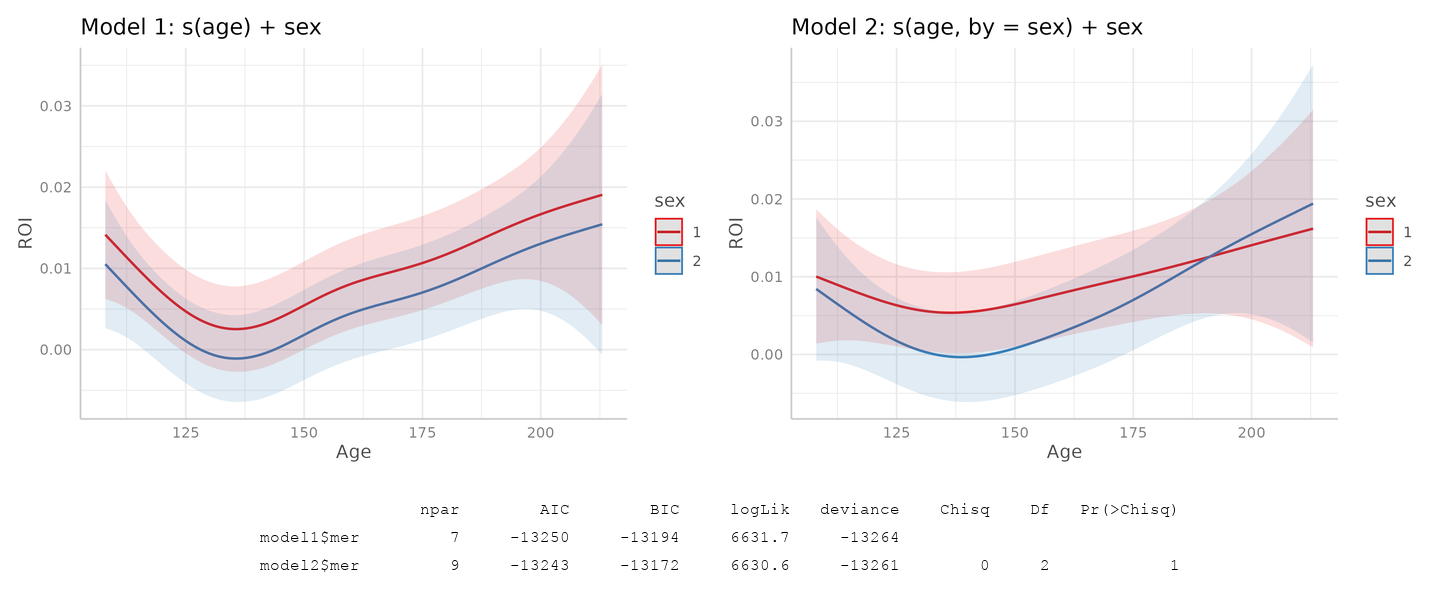 Model 1: s(age) + sex
0.03
0.02
0.01
0.00
ROI
125 150 175 200
Age
sex
1
2
Model 2: s(age, by = sex) + sex
0.03
0.02
0.01
0.00
ROI
125 150 175 200
Age
sex
1
2
npar AIC BIC logLik deviance Chisq Df Pr(>Chisq)
model1$mer 7 -13250 -13194 6631.7 -13264
model2$mer 9 -13243 -13172 6630.6 -13261 0 2 1